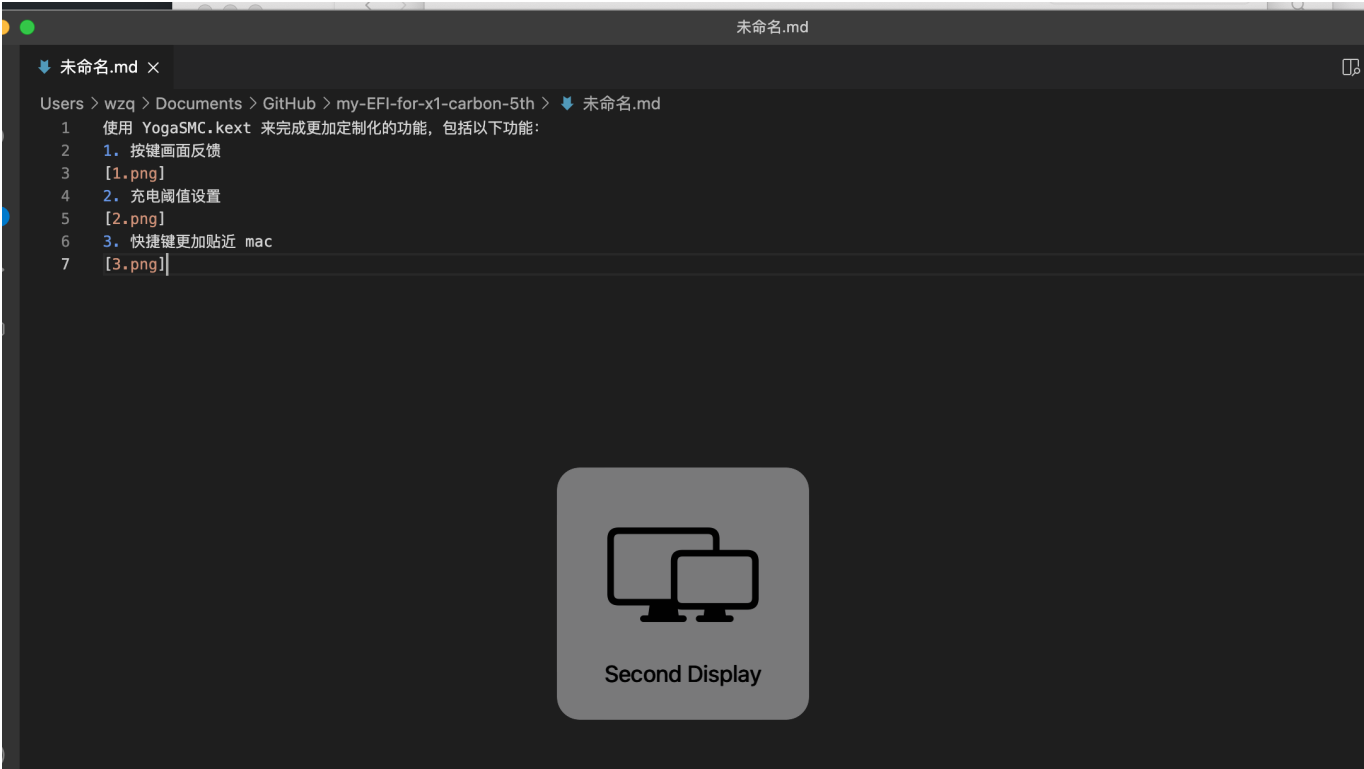 未命名.md
未命名.md
Users > wzq > Documents > GitHub > my-EFI-for-x1-carbon-5th > 未命名.md
1 使用 YogaSMC.kext 来完成更加定制化的功能，包括以下功能：
2 1. 按键画面反馈
3 [1.png]
4 2. 充电阈值设置
5 [2.png]
6 3. 快捷键更加贴近 mac
7 [3.png]
Second Display